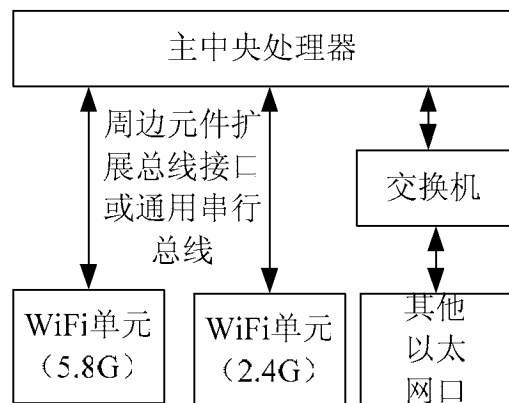 主中央处理器
周边元件扩
展总线接口
或通用串行
总线
交换机
WiFi单元
（5.8G）
WiFi单元
（2.4G）
其他
以太
网口